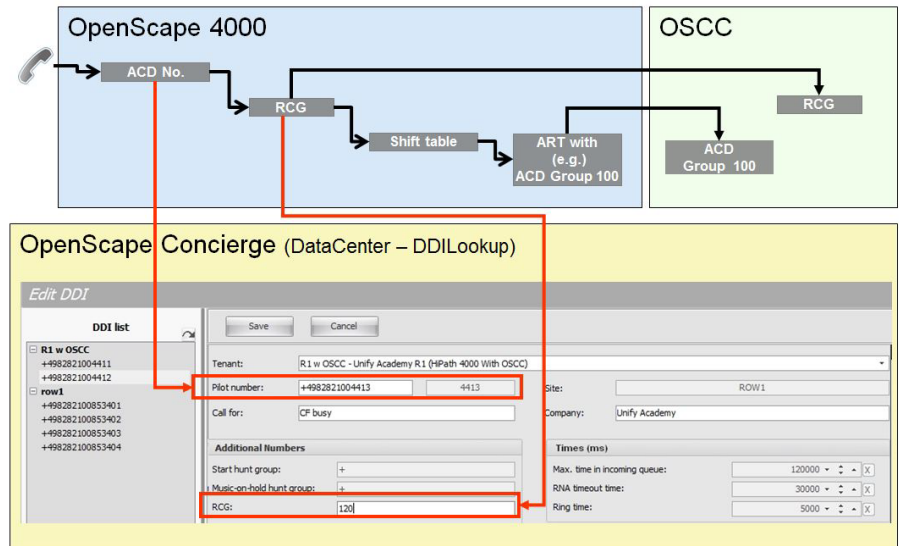 OpenScape 4000
OSCC
ACD No.
RCG
RCG
Shift table
ART with
(e.g.)
ACD Group 100
ACD
Group 100
OpenScape Concierge (DataCenter – DDILookup)
Edit DDI
DDI list
Save
Cancel
R1 w OSCC
+4982821004411
+4982821004412
row1
+498282100853401
+498282100853402
+498282100853403
+498282100853404
Tenant:
R1 w OSCC - Unify Academy R1 (HiPath 4000 With OSCC)
Pilot number:
+4982821004413
4413
Site:
ROW1
Call for:
CF busy
Company:
Unify Academy
Additional Numbers
Times (ms)
Start hunt group:
+
Max. time in incoming queue:
120000
X
Music-on-hold hunt group:
+
RNA timeout time:
30000
X
RCG:
120
Ring time:
5000
X